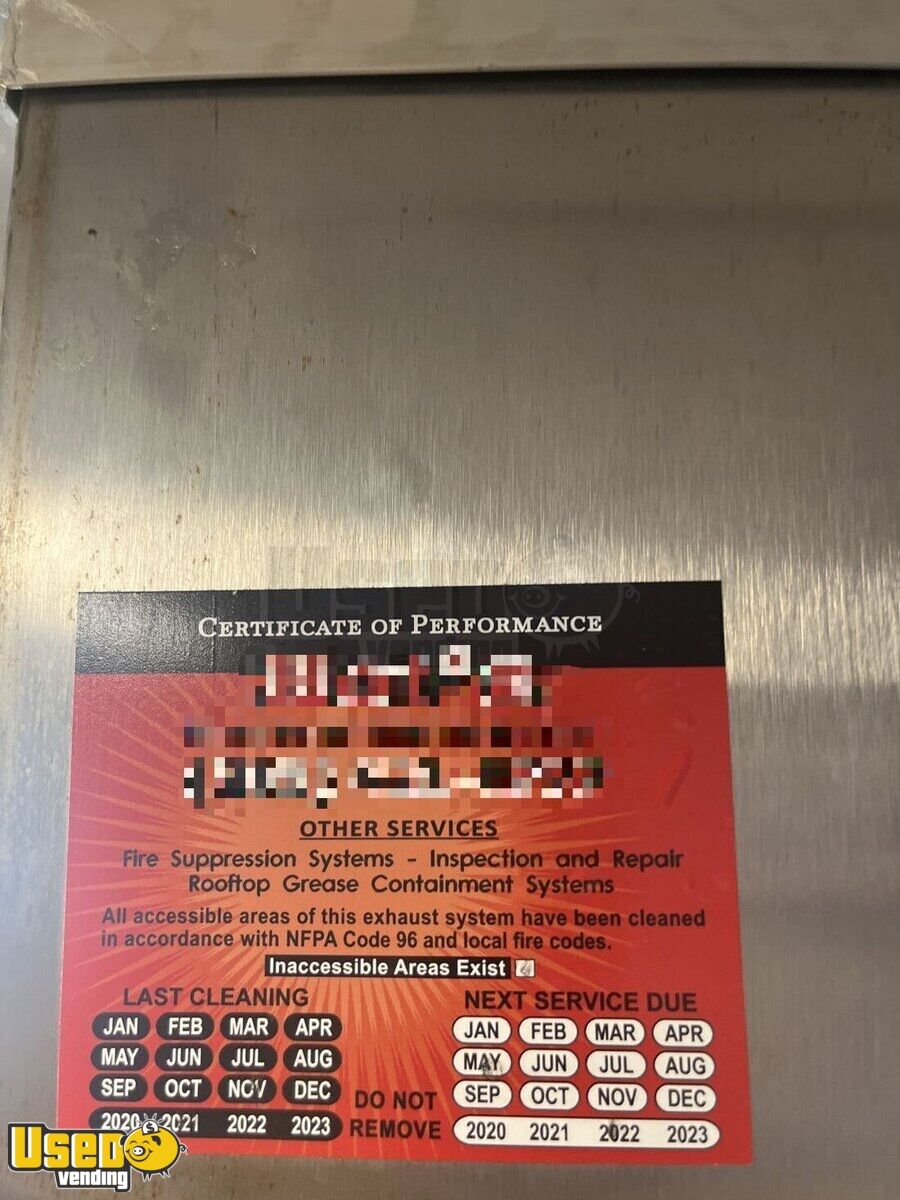 CERTIFICATE OF PERFORMANCE
OTHER SERVICES
Fire Suppression Systems - Inspection and Repair
Rooftop Grease Containment Systems
All accessible areas of this exhaust system have been cleaned
in accordance with NFPA Code 96 and local fire codes.
Inaccessible Areas Exist
LAST CLEANING
JAN FEB MAR APR
MAY JUN JUL AUG
SEP OCT NOV DEC
2020 2021 2022 2023
DO NOT
REMOVE
NEXT SERVICE DUE
JAN FEB MAR APR
MAY JUN JUL AUG
SEP OCT NOV DEC
2020 2021 2022 2023
USED
vending